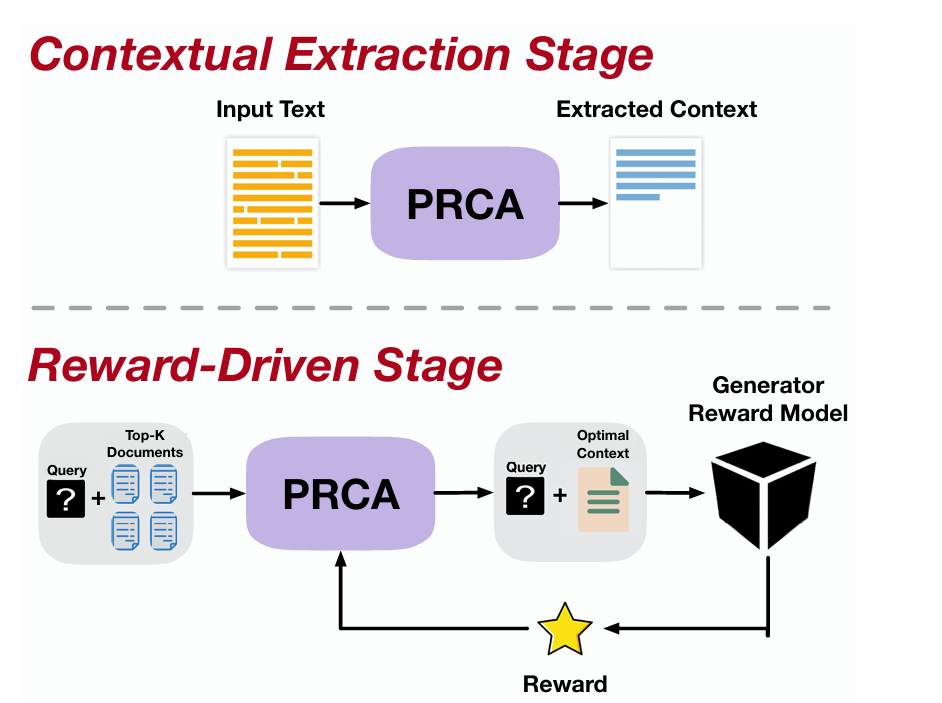 Contextual Extraction Stage
Input Text
Extracted Context
PRCA
Reward-Driven Stage
Generator
Reward Model
Top-K
Documents
Query
?
+
PRCA
Optimal
Context
Query
?
+
Reward